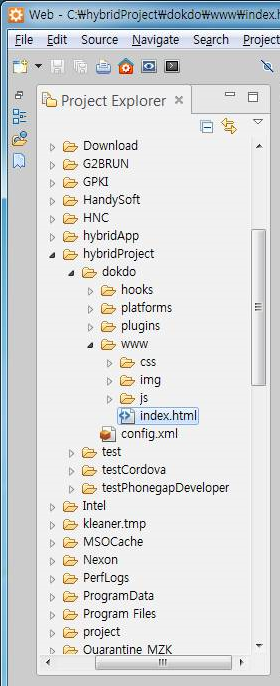 Web - C:₩hybridProject₩dokdo₩www₩index.
File Edit Source Navigate Search Project
Project Explorer
Download
G2BRUN
GPKI
HandySoft
HNC
hybridApp
hybridProject
dokdo
hooks
platforms
plugins
www
css
img
js
index.html
config.xml
test
testCordova
testPhonegapDeveloper
Intel
kleaner.tmp
MSOCache
Nexon
PerfLogs
ProgramData
Program Files
project
Quarantine_MZK